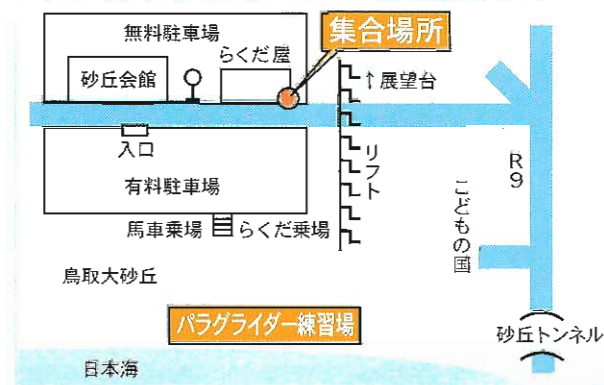 無料駐車場
集合場所
らくだ屋
砂丘会館
↑展望台
入口
リフト
R9
有料駐車場
こどもの国
馬車乗場
らくだ乗場
鳥取大砂丘
パラグライダー練習場
砂丘トンネル
日本海